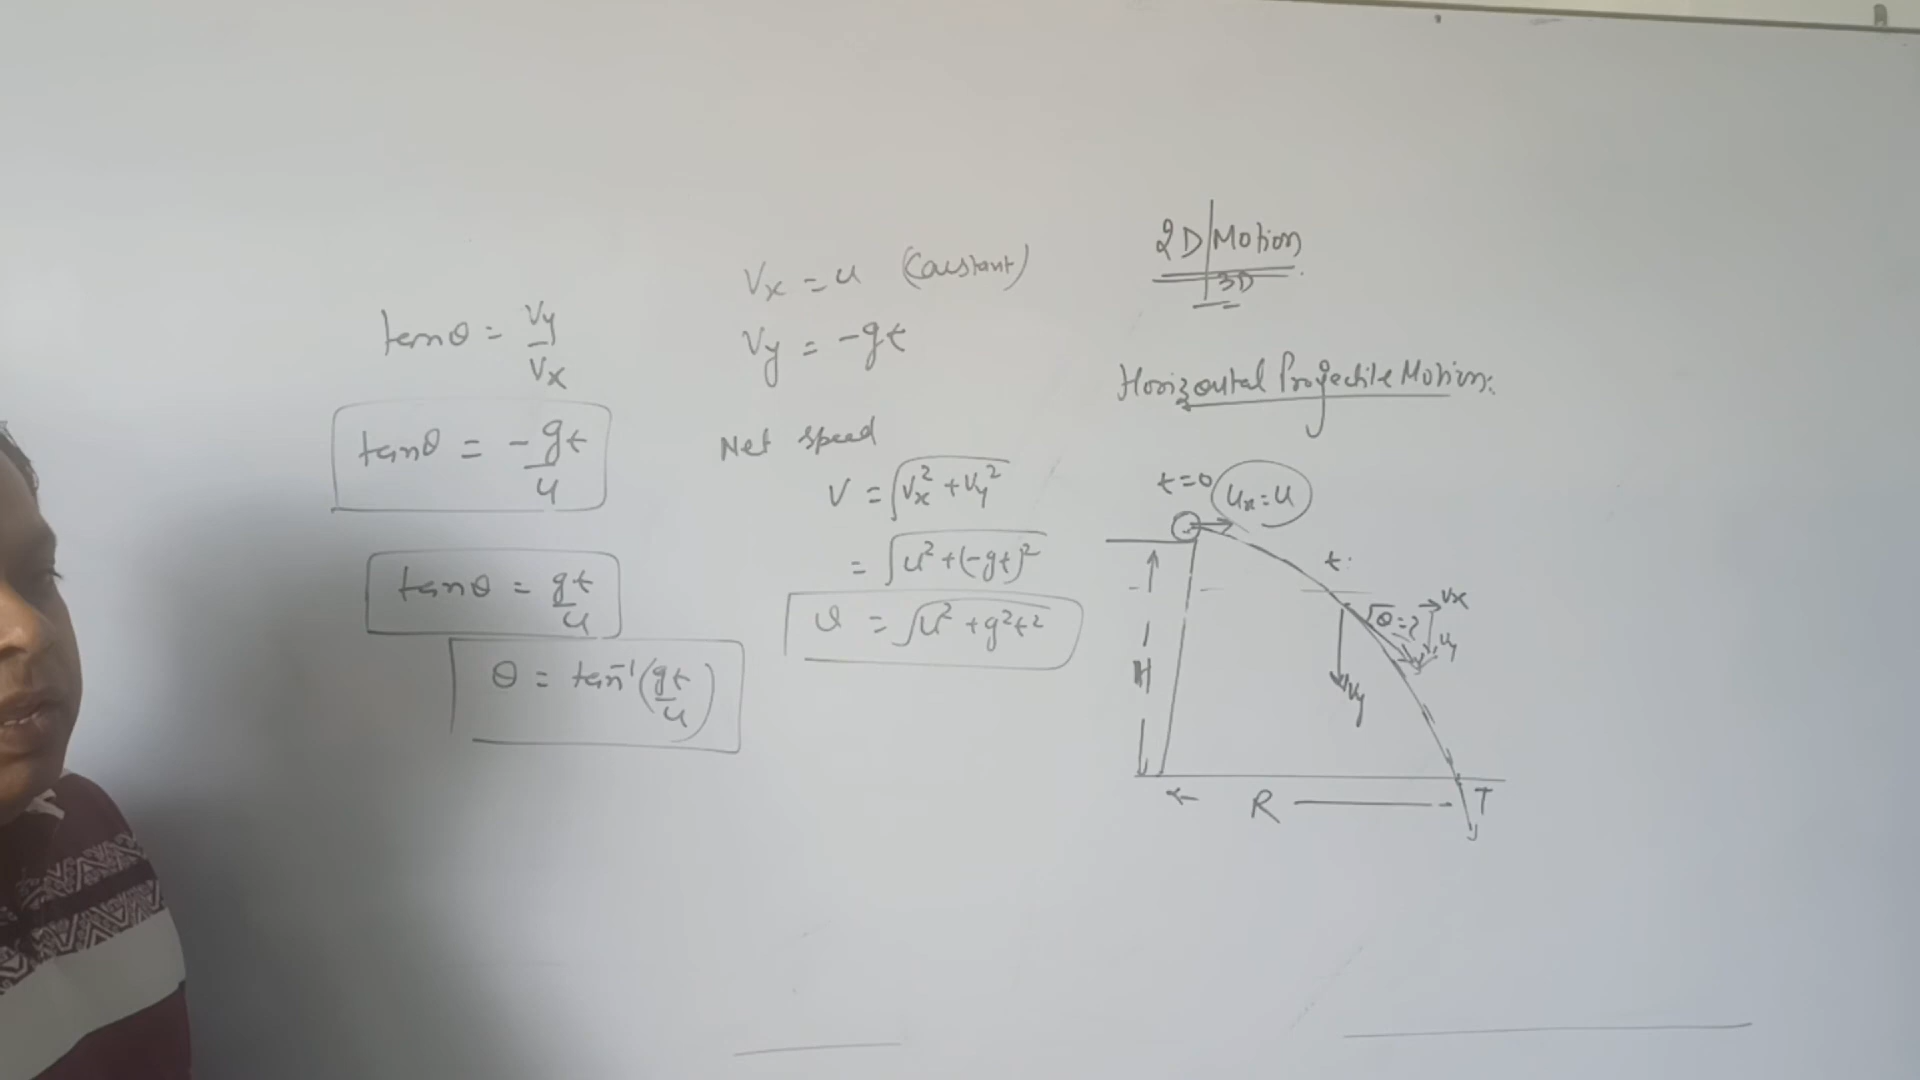 2D Motion
3D
Horizontal Projectile Motion:
Vx = u (Constant)
Vy = -gt
Net speed
V = √Vx² + Vy²
= √u² + (-gt)²
v = √u² + g²t²
tanθ = Vy/Vx
tanθ = -gt/u
tanθ = gt/u
θ = tan⁻¹(gt/u)
t=0 ux = u
t
θ=? Vx
Vy
Vy
H
R T